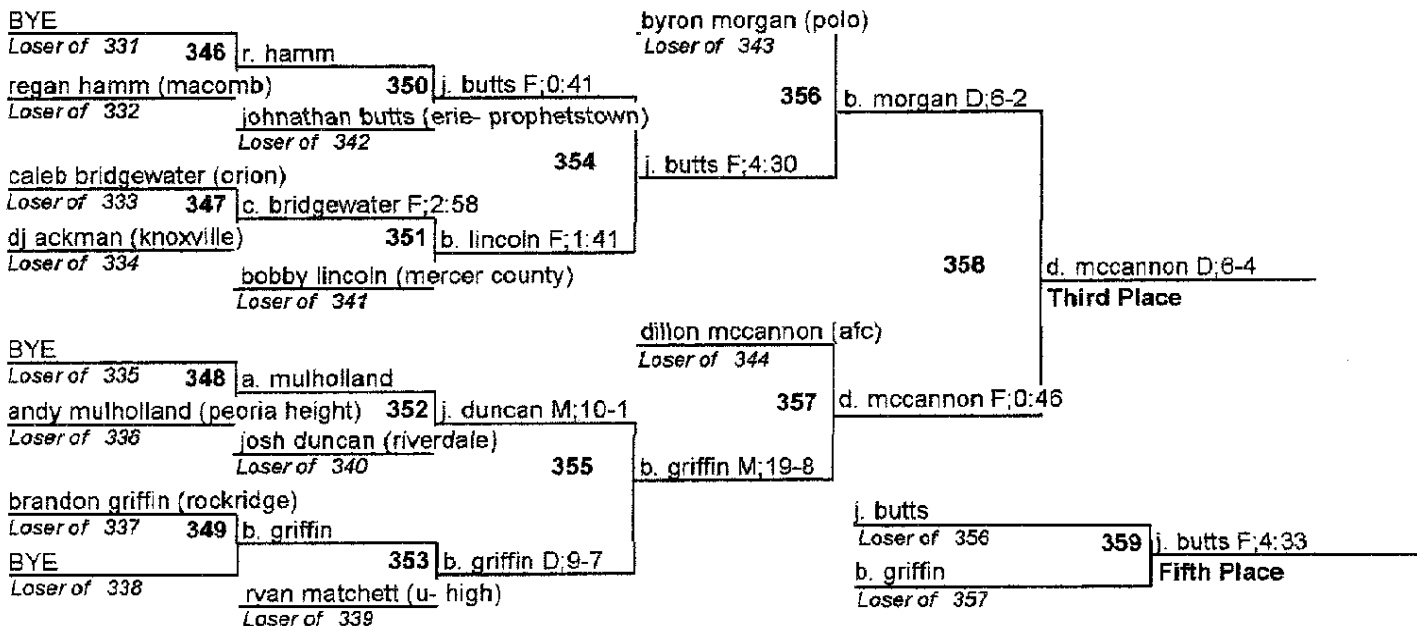 BYE
Loser of 331
346
r. hamm
regan hamm (macomb)
Loser of 332
350
j. butts F;0:41
johnathan butts (erie- prophetstown)
Loser of 342
caleb bridgewater (orion)
Loser of 333
347
c. bridgewater F;2:58
dj ackman (knoxville)
Loser of 334
351
b. lincoln F;1:41
bobby lincoln (mercer county)
Loser of 341
354
j. butts F;4:30
byron morgan (polo)
Loser of 343
356
b. morgan D;6-2
358
d. mccannon D;6-4
Third Place
BYE
Loser of 335
348
a. mulholland
andy mulholland (peoria height)
Loser of 336
352
j. duncan M;10-1
josh duncan (riverdale)
Loser of 340
brandon griffin (rockridge)
Loser of 337
349
b. griffin
BYE
Loser of 338
353
b. griffin D;9-7
ryan matchett (u- high)
Loser of 339
355
b. griffin M;19-8
dillon mccannon (afc)
Loser of 344
357
d. mccannon F;0:46
j. butts
Loser of 356
359
j. butts F;4:33
b. griffin
Fifth Place
Loser of 357